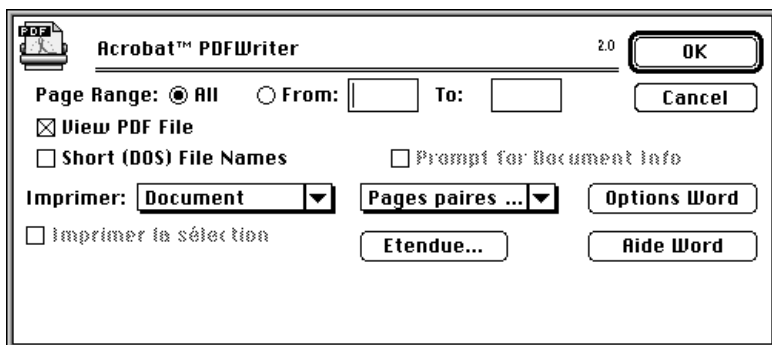 PDF
Acrobat™ PDFWriter 2.0 OK
Page Range: All From: To: Cancel
View PDF File
Short (DOS) File Names Prompt for Document Info
Imprimer: Document Pages paires ... Options Word
Imprimer la sélection Etendue... Aide Word